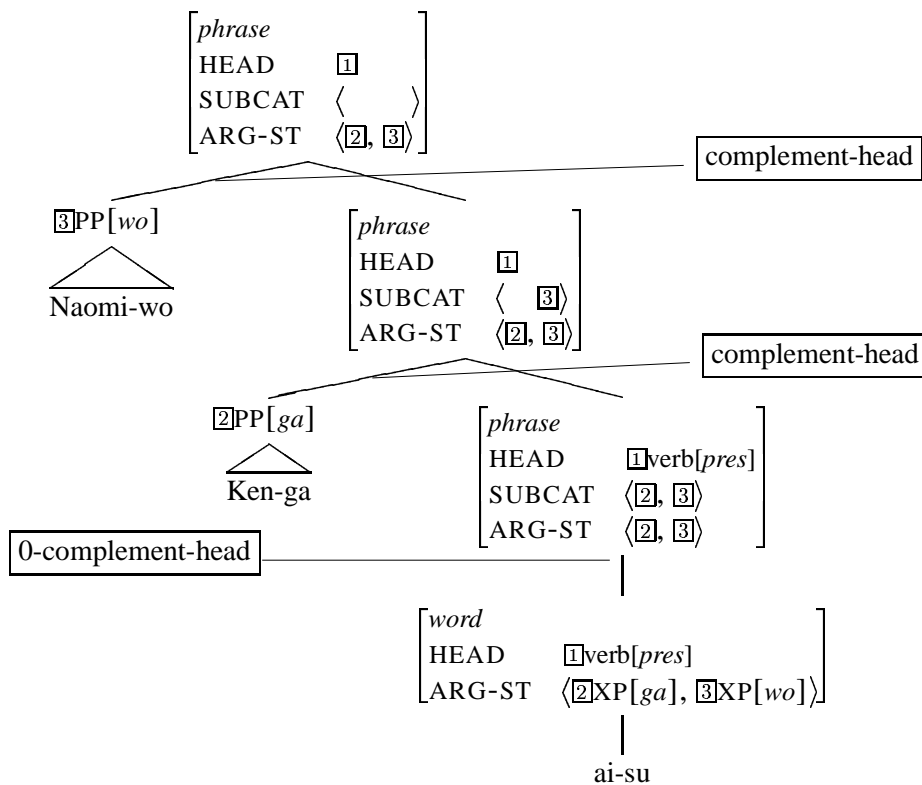 phrase
HEAD 1
SUBCAT ⟨ ⟩
ARG-ST ⟨2, 3⟩
complement-head
3PP[wo]
Naomi-wo
phrase
HEAD 1
SUBCAT ⟨ 3⟩
ARG-ST ⟨2, 3⟩
complement-head
2PP[ga]
Ken-ga
phrase
HEAD 1verb[pres]
SUBCAT ⟨2, 3⟩
ARG-ST ⟨2, 3⟩
0-complement-head
word
HEAD 1verb[pres]
ARG-ST ⟨2XP[ga], 3XP[wo]⟩
ai-su